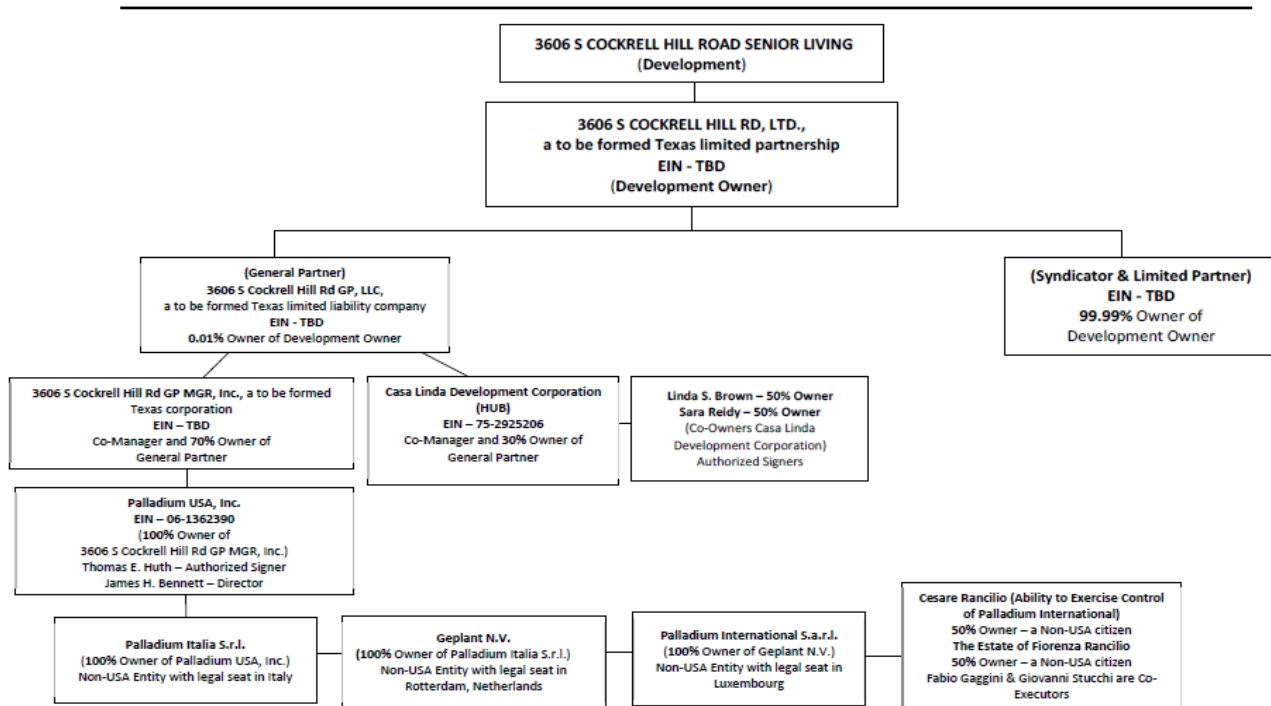 3606 S COCKRELL HILL ROAD SENIOR LIVING
(Development)
3606 S COCKRELL HILL RD, LTD.,
a to be formed Texas limited partnership
EIN - TBD
(Development Owner)
(General Partner)
3606 S Cockrell Hill Rd GP, LLC,
a to be formed Texas limited liability company
EIN - TBD
0.01% Owner of Development Owner
(Syndicator & Limited Partner)
EIN - TBD
99.99% Owner of
Development Owner
3606 S Cockrell Hill Rd GP MGR, Inc., a to be formed
Texas corporation
EIN – TBD
Co-Manager and 70% Owner of
General Partner
Casa Linda Development Corporation
(HUB)
EIN – 75-2925206
Co-Manager and 30% Owner of
General Partner
Linda S. Brown – 50% Owner
Sara Reidy – 50% Owner
(Co-Owners Casa Linda
Development Corporation)
Authorized Signers
Palladium USA, Inc.
EIN – 06-1362390
(100% Owner of
3606 S Cockrell Hill Rd GP MGR, Inc.)
Thomas E. Huth – Authorized Signer
James H. Bennett – Director
Palladium Italia S.r.l.
(100% Owner of Palladium USA, Inc.)
Non-USA Entity with legal seat in Italy
Geplant N.V.
(100% Owner of Palladium Italia S.r.l.)
Non-USA Entity with legal seat in
Rotterdam, Netherlands
Palladium International S.a.r.l.
(100% Owner of Geplant N.V.)
Non-USA Entity with legal seat in
Luxembourg
Cesare Rancilio (Ability to Exercise Control
of Palladium International)
50% Owner – a Non-USA citizen
The Estate of Fiorenza Rancilio
50% Owner – a Non-USA citizen
Fabio Gaggini & Giovanni Stucchi are Co-
Executors